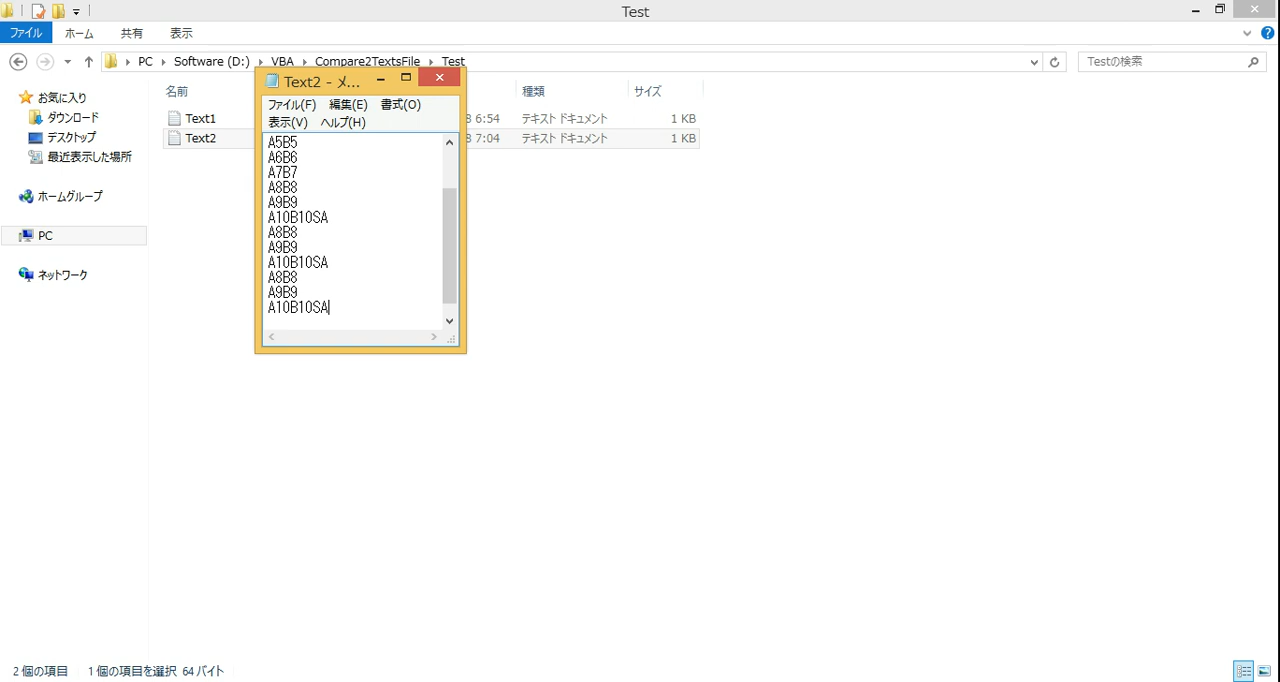 Test
ファイル ホーム 共有 表示
PC Software (D:) VBA Compare2TextsFile Test Testの検索
お気に入り
ダウンロード
デスクトップ
最近表示した場所
ホームグループ
PC
ネットワーク
名前 種類 サイズ
Text1 8 6:54 テキスト ドキュメント 1 KB
Text2 8 7:04 テキスト ドキュメント 1 KB
Text2 - メ...
ファイル(F) 編集(E) 書式(O)
表示(V) ヘルプ(H)
A5B5
A6B6
A7B7
A8B8
A9B9
A10B10SA
A8B8
A9B9
A10B10SA
A8B8
A9B9
A10B10SA
2 個の項目 1 個の項目を選択 64 バイト